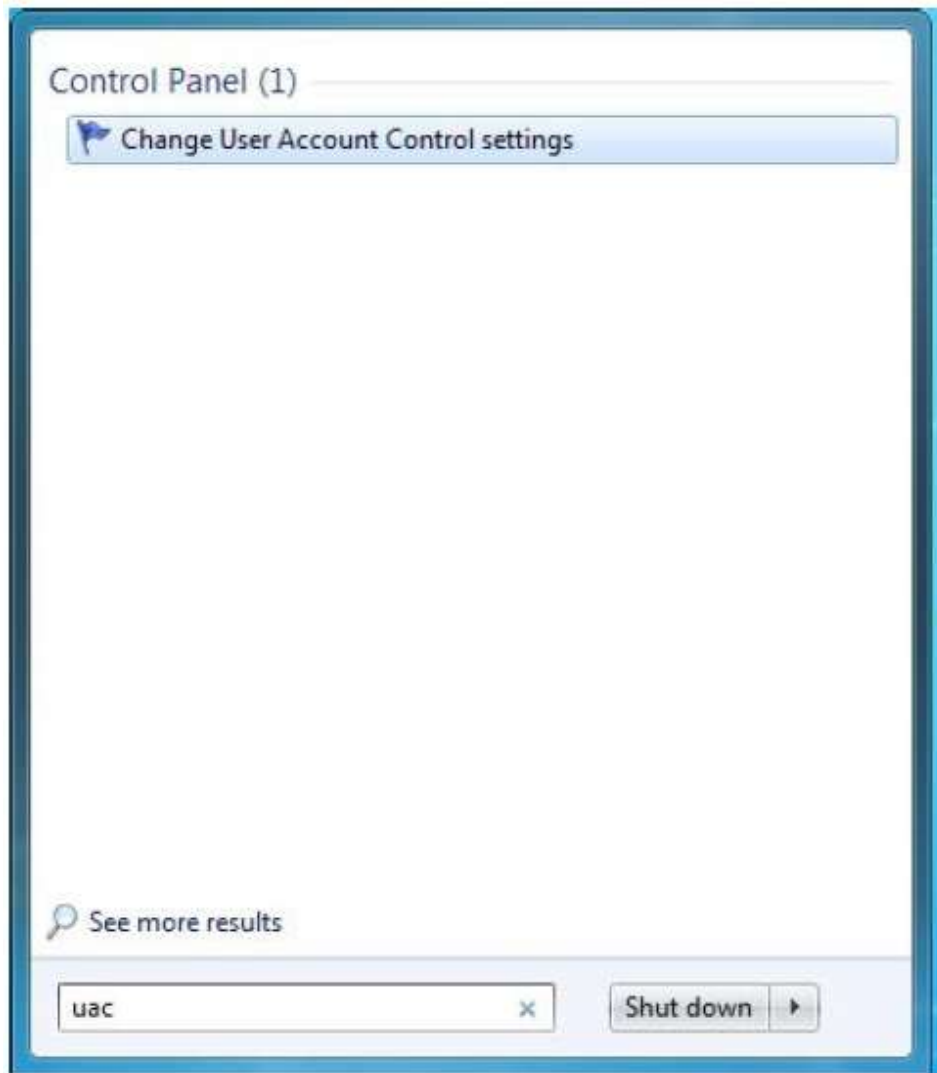 Control Panel (1)
Change User Account Control settings
See more results
uac
Shut down